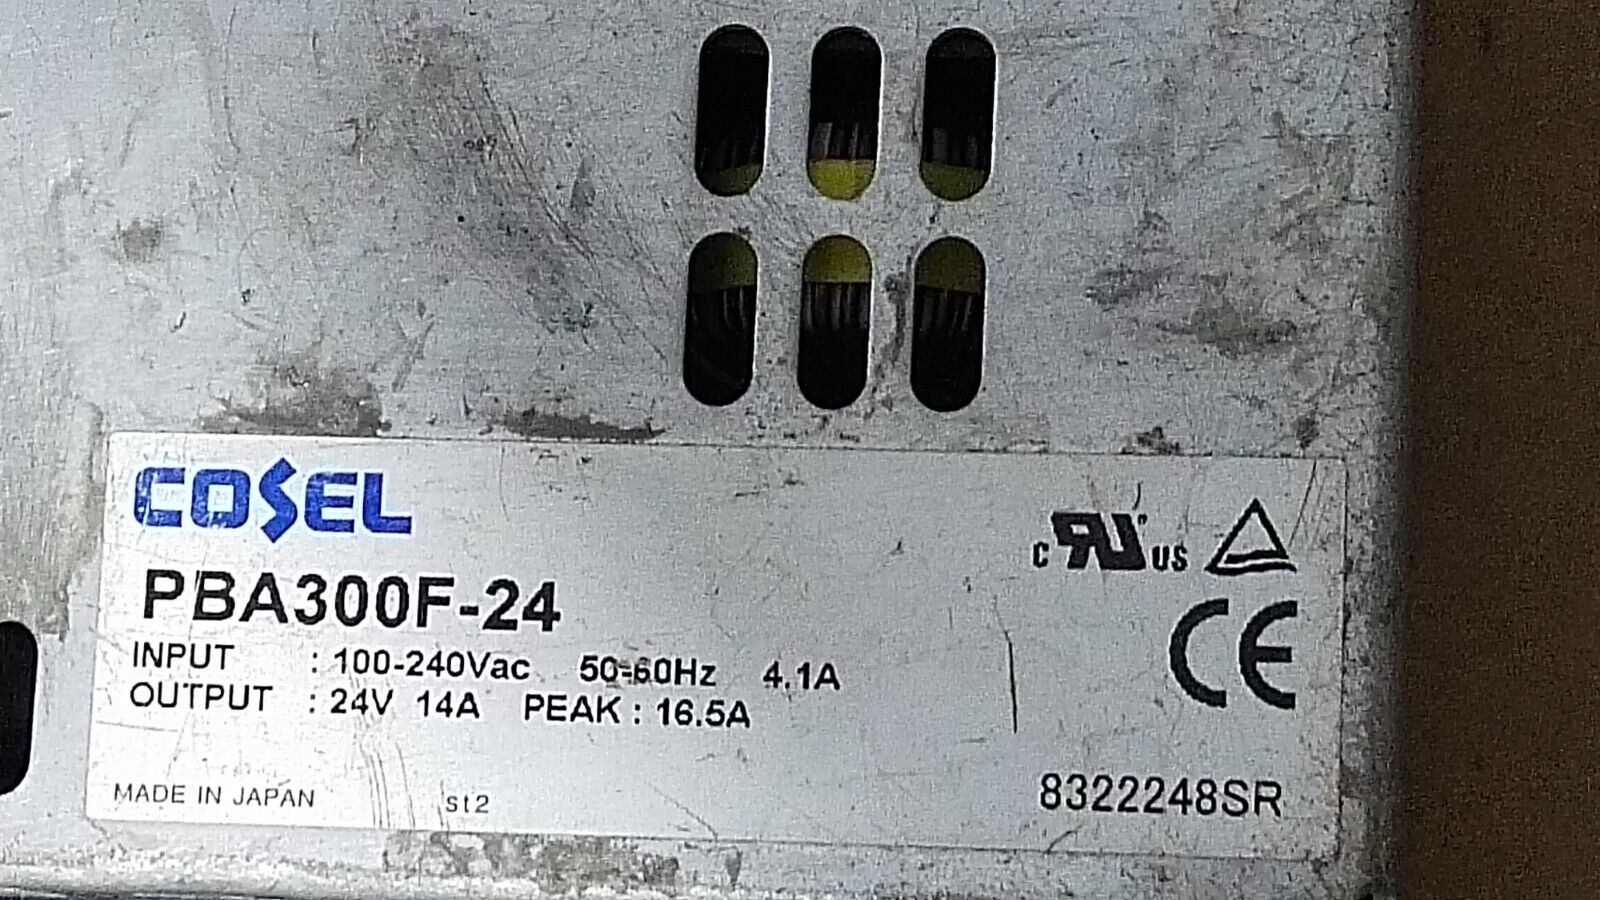 COSEL
PBA300F-24
INPUT : 100-240Vac 50-60Hz 4.1A
OUTPUT : 24V 14A PEAK : 16.5A
MADE IN JAPAN st2
c RU US
CE
8322248SR